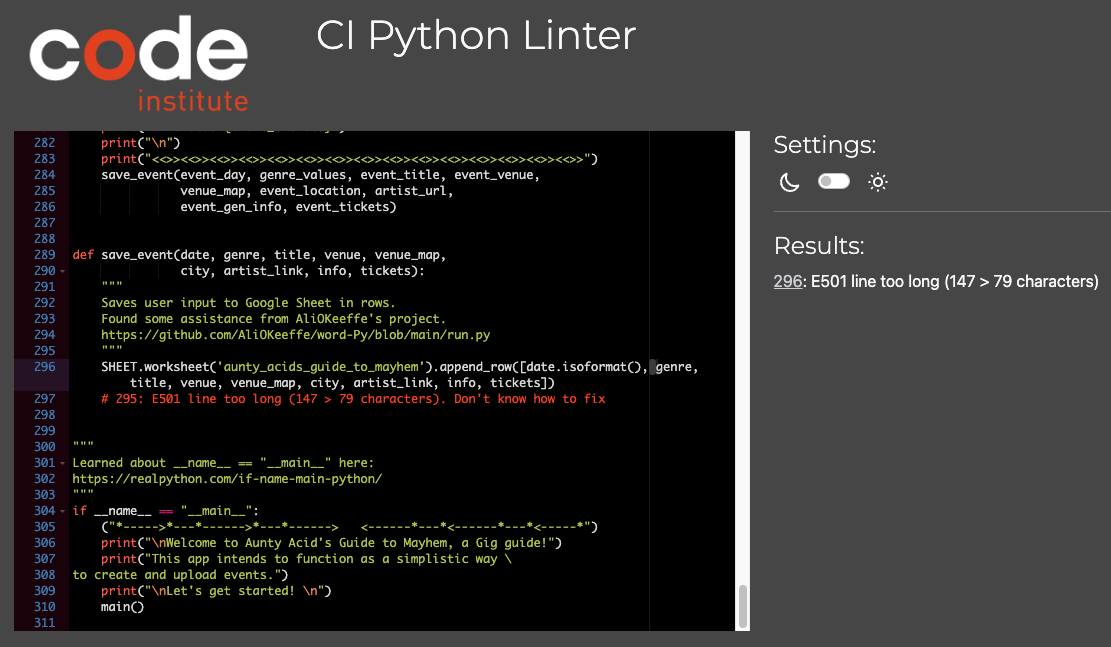 code
institute
CI Python Linter
282 print("\n")
283 print("<<>><<>><<>><<>><<>><<>><<>><<>><<>><<>><<>><<>><<>><<>><<>>")
284 save_event(event_day, genre_values, event_title, event_venue,
285 venue_map, event_location, artist_url,
286 event_gen_info, event_tickets)
287
288
289 def save_event(date, genre, title, venue, venue_map,
290 city, artist_link, info, tickets):
291 """
292 Saves user input to Google Sheet in rows.
293 Found some assistance from AliOKeeffe's project.
294 https://github.com/AliOKeeffe/word-Py/blob/main/run.py
295 """
296 SHEET.worksheet('aunty_acids_guide_to_mayhem').append_row([date.isoformat(), genre,
title, venue, venue_map, city, artist_link, info, tickets])
297 # 295: E501 line too long (147 > 79 characters). Don't know how to fix
298
299
300 """
301 Learned about __name__ == "__main__" here:
302 https://realpython.com/if-name-main-python/
303 """
304 if __name__ == "__main__":
305 ("*----->*---*------>*---*------>   <------*---*<------*---*<-----*")
306 print("\nWelcome to Aunty Acid's Guide to Mayhem, a Gig guide!")
307 print("This app intends to function as a simplistic way \
308 to create and upload events.")
309 print("\nLet's get started! \n")
310 main()
311
Settings:
Results:
296: E501 line too long (147 > 79 characters)